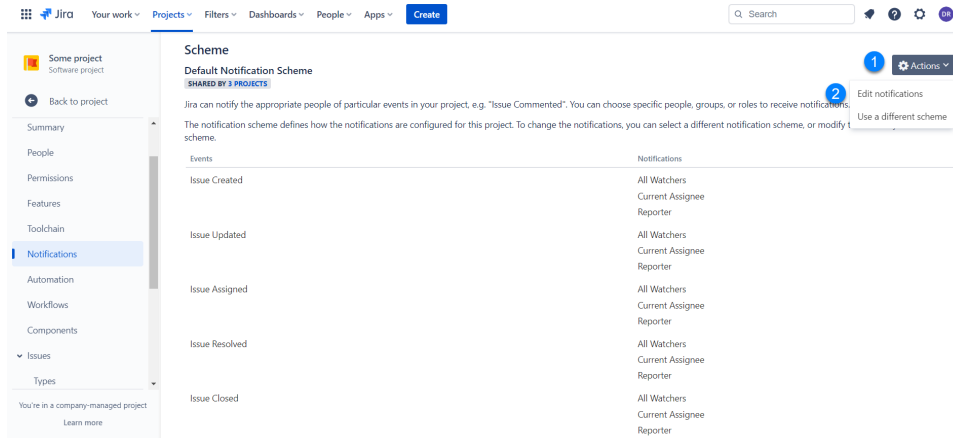 Jira Your work Projects Filters Dashboards People Apps Create Search DR
Some project
Software project
Back to project
Summary
People
Permissions
Features
Toolchain
Notifications
Automation
Workflows
Components
Issues
Types
You're in a company-managed project
Learn more
Scheme
Default Notification Scheme
SHARED BY 3 PROJECTS
1 Actions
2 Edit notifications
Use a different scheme
Jira can notify the appropriate people of particular events in your project, e.g. "Issue Commented". You can choose specific people, groups, or roles to receive notifications.
The notification scheme defines how the notifications are configured for this project. To change the notifications, you can select a different notification scheme, or modify
scheme.
Events Notifications
Issue Created All Watchers
Current Assignee
Reporter
Issue Updated All Watchers
Current Assignee
Reporter
Issue Assigned All Watchers
Current Assignee
Reporter
Issue Resolved All Watchers
Current Assignee
Reporter
Issue Closed All Watchers
Current Assignee
Reporter